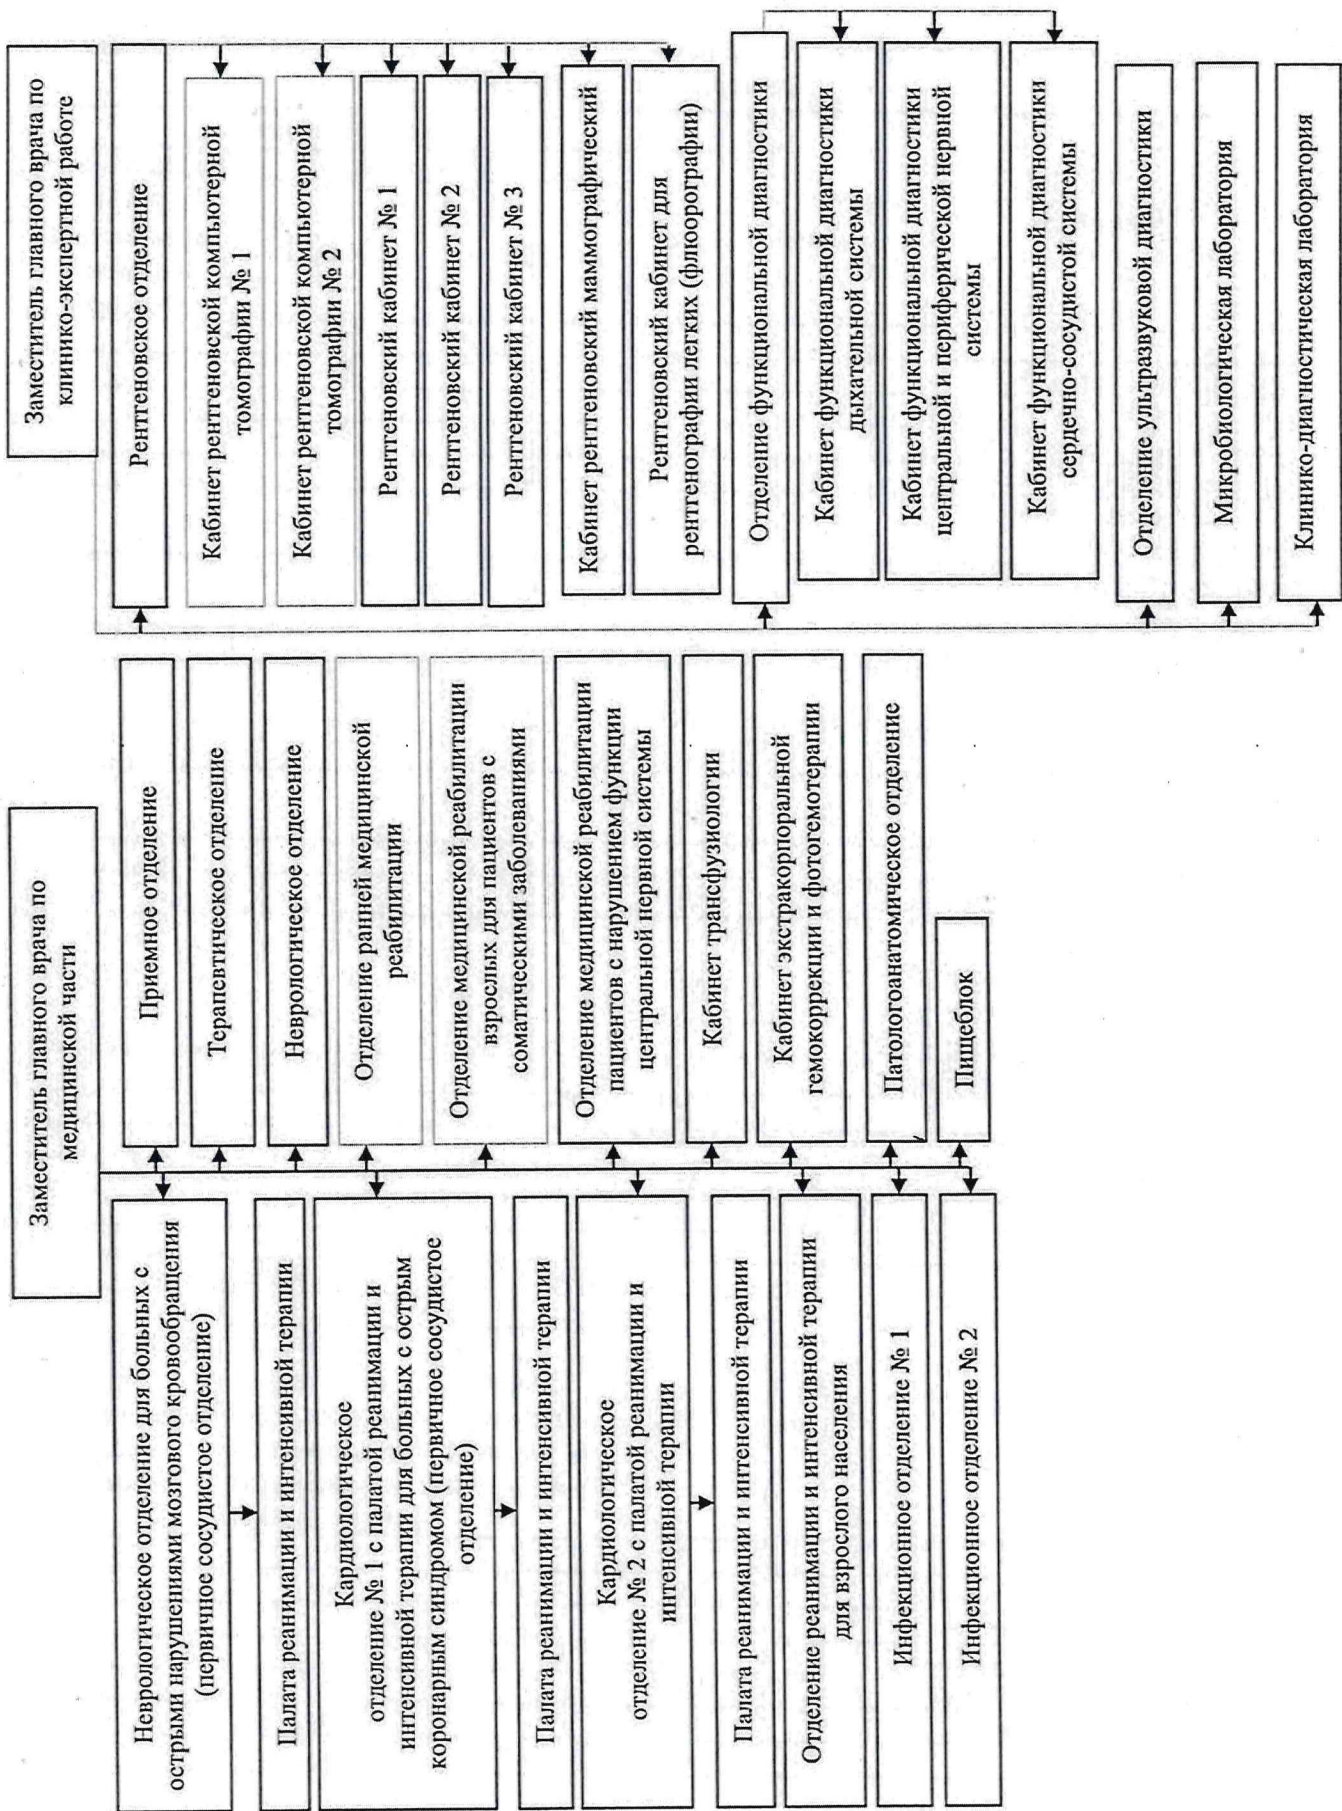 Заместитель главного врача по
медицинской части
Неврологическое отделение для больных с
острыми нарушениями мозгового кровообращения
(первичное сосудистое отделение)
Палата реанимации и интенсивной терапии
Кардиологическое
отделение № 1 с палатой реанимации и
интенсивной терапии для больных с острым
коронарным синдромом (первичное сосудистое
отделение)
Палата реанимации и интенсивной терапии
Кардиологическое
отделение № 2 с палатой реанимации и
интенсивной терапии
Палата реанимации и интенсивной терапии
Отделение реанимации и интенсивной терапии
для взрослого населения
Инфекционное отделение № 1
Инфекционное отделение № 2
Приемное отделение
Терапевтическое отделение
Неврологическое отделение
Отделение ранней медицинской
реабилитации
Отделение медицинской реабилитации
взрослых для пациентов с
соматическими заболеваниями
Отделение медицинской реабилитации
пациентов с нарушением функции
центральной нервной системы
Кабинет трансфузиологии
Кабинет экстракорпоральной
гемокоррекции и фотогемотерапии
Патологоанатомическое отделение
Пищеблок
Заместитель главного врача по
клинико-экспертной работе
Рентгеновское отделение
Кабинет рентгеновской компьютерной
томографии № 1
Кабинет рентгеновской компьютерной
томографии № 2
Рентгеновский кабинет № 1
Рентгеновский кабинет № 2
Рентгеновский кабинет № 3
Кабинет рентгеновский маммографический
Рентгеновский кабинет для
рентгенографии легких (флюорографии)
Отделение функциональной диагностики
Кабинет функциональной диагностики
дыхательной системы
Кабинет функциональной диагностики
центральной и периферической нервной
системы
Кабинет функциональной диагностики
сердечно-сосудистой системы
Отделение ультразвуковой диагностики
Микробиологическая лаборатория
Клинико-диагностическая лаборатория